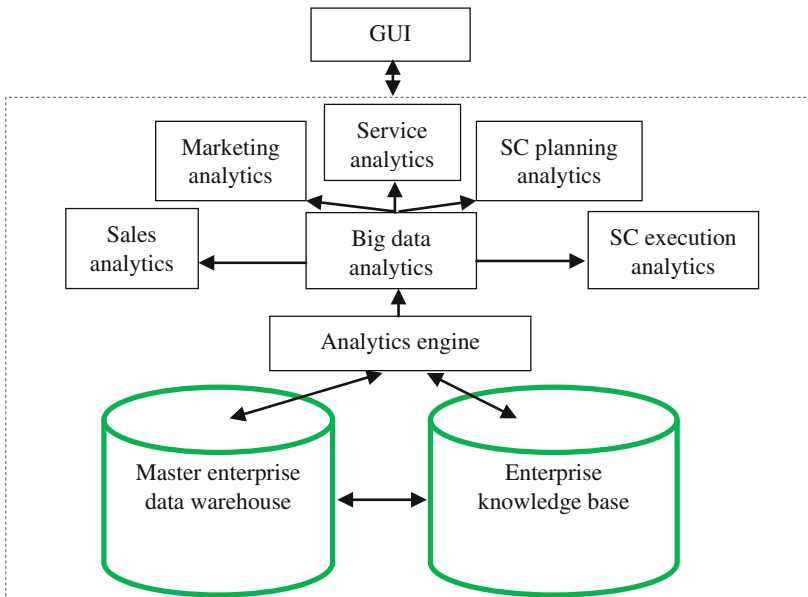 GUI
Service
analytics
Marketing
analytics
SC planning
analytics
Sales
analytics
Big data
analytics
SC execution
analytics
Analytics engine
Master enterprise
data warehouse
Enterprise
knowledge base